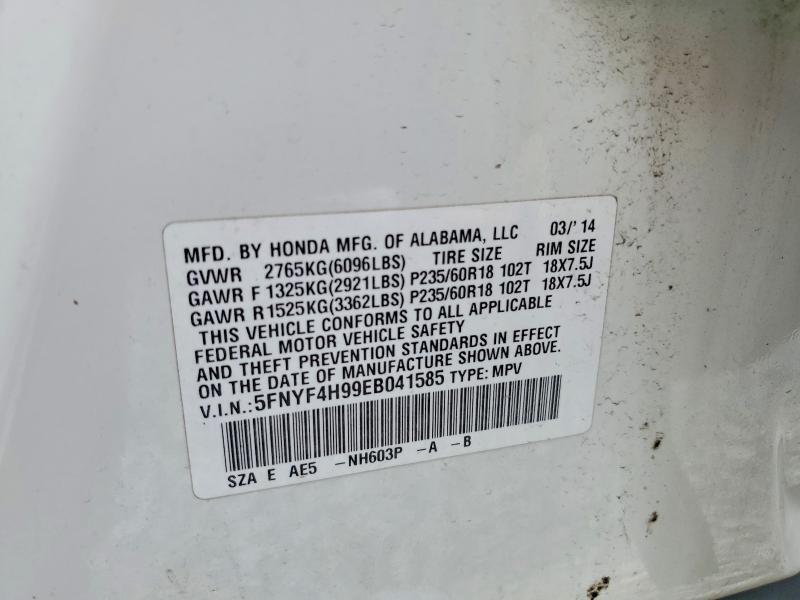 MFD. BY HONDA MFG. OF ALABAMA, LLC 03/' 14
GVWR 2765KG(6096LBS) TIRE SIZE RIM SIZE
GAWR F 1325KG(2921LBS) P235/60R18 102T 18X7.5J
GAWR R1525KG(3362LBS) P235/60R18 102T 18X7.5J
THIS VEHICLE CONFORMS TO ALL APPLICABLE
FEDERAL MOTOR VEHICLE SAFETY
AND THEFT PREVENTION STANDARDS IN EFFECT
ON THE DATE OF MANUFACTURE SHOWN ABOVE.
V.I.N.:5FNYF4H99EB041585 TYPE: MPV
SZA E AE5 -NH603P -A -B